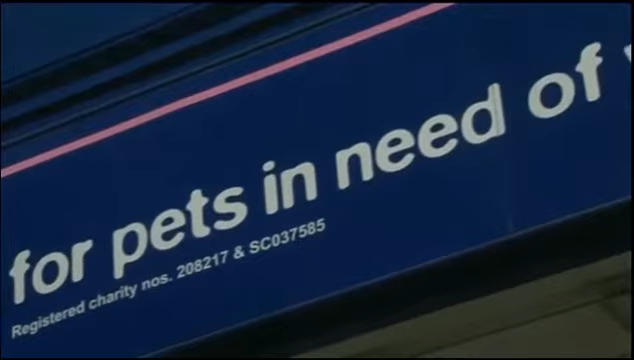 for pets in need of
Registered charity nos. 208217 & SC037585